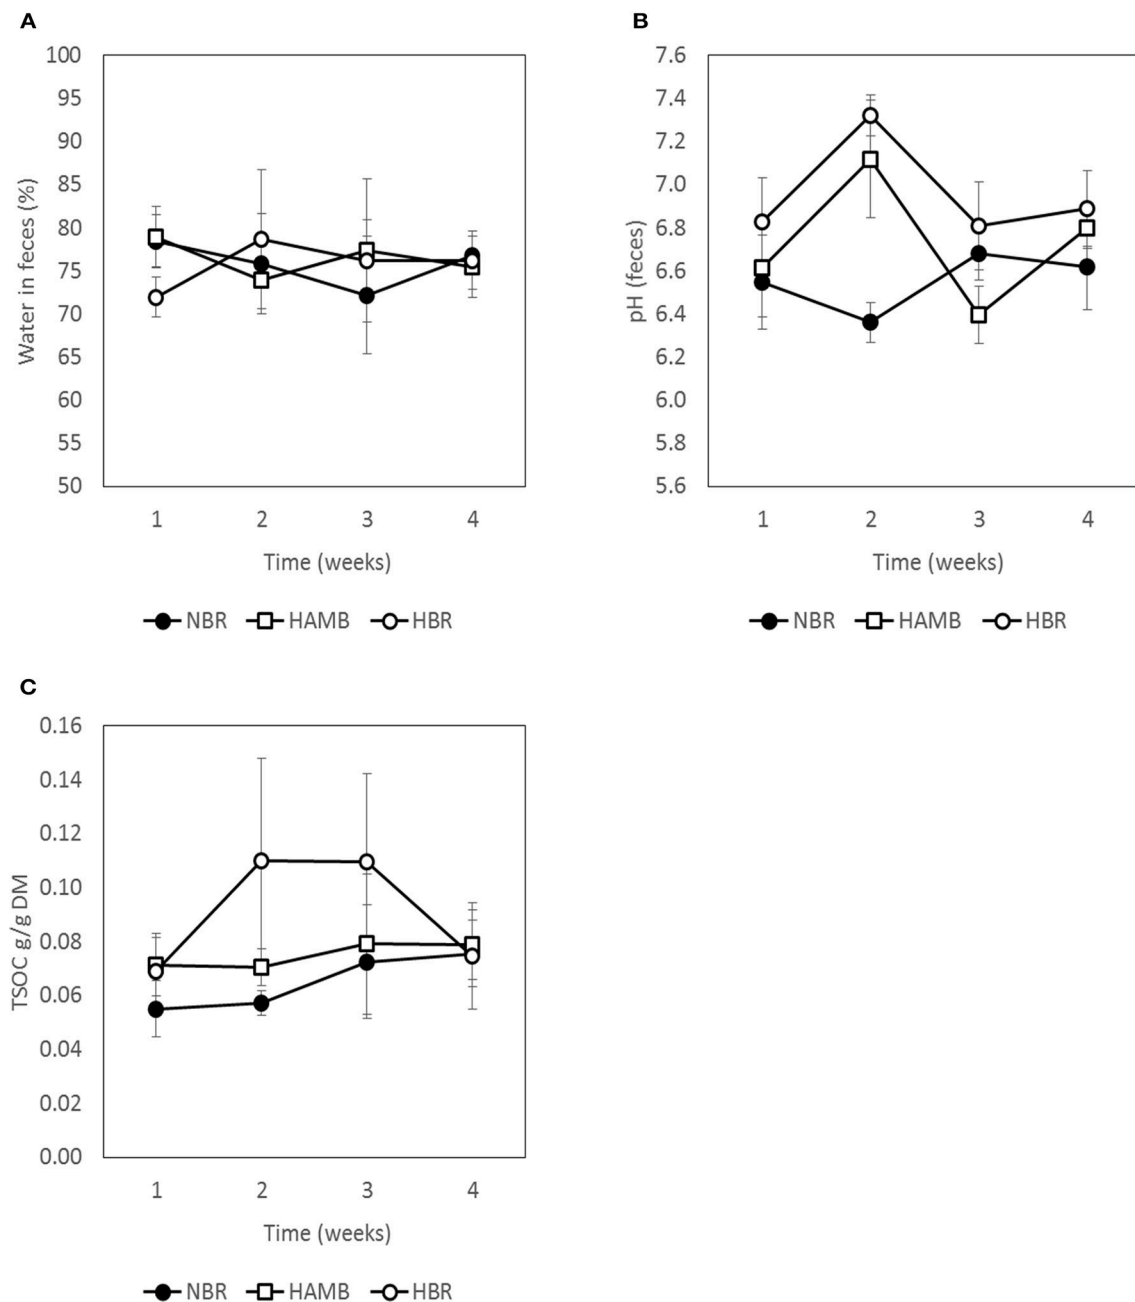 A
Water in feces (%)
100
95
90
85
80
75
70
65
60
55
50
1 2 3 4
Time (weeks)
NBR HAMB HBR
B
pH (feces)
7.6
7.4
7.2
7.0
6.8
6.6
6.4
6.2
6.0
5.8
5.6
1 2 3 4
Time (weeks)
NBR HAMB HBR
C
TSOC g/g DM
0.16
0.14
0.12
0.10
0.08
0.06
0.04
0.02
0.00
1 2 3 4
Time (weeks)
NBR HAMB HBR